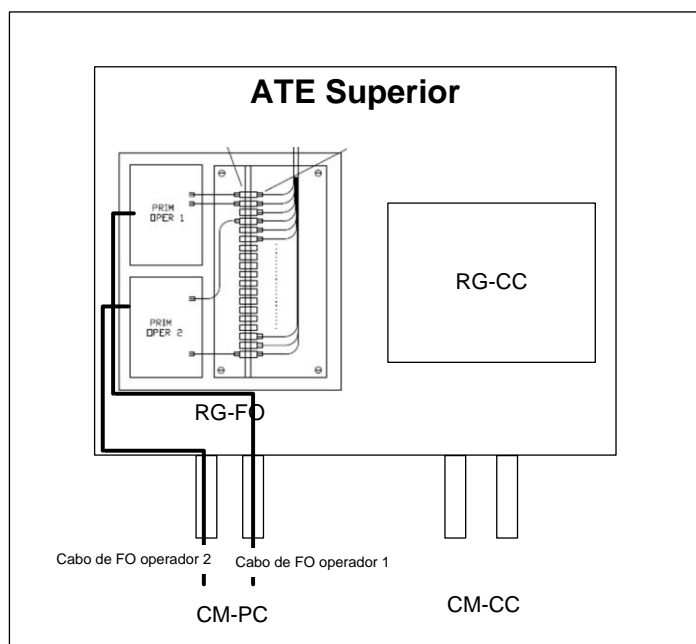 ATE Superior
PRIM
OPER 1
PRIM
OPER 2
RG-CC
RG-FO
Cabo de FO operador 2
Cabo de FO operador 1
CM-PC
CM-CC